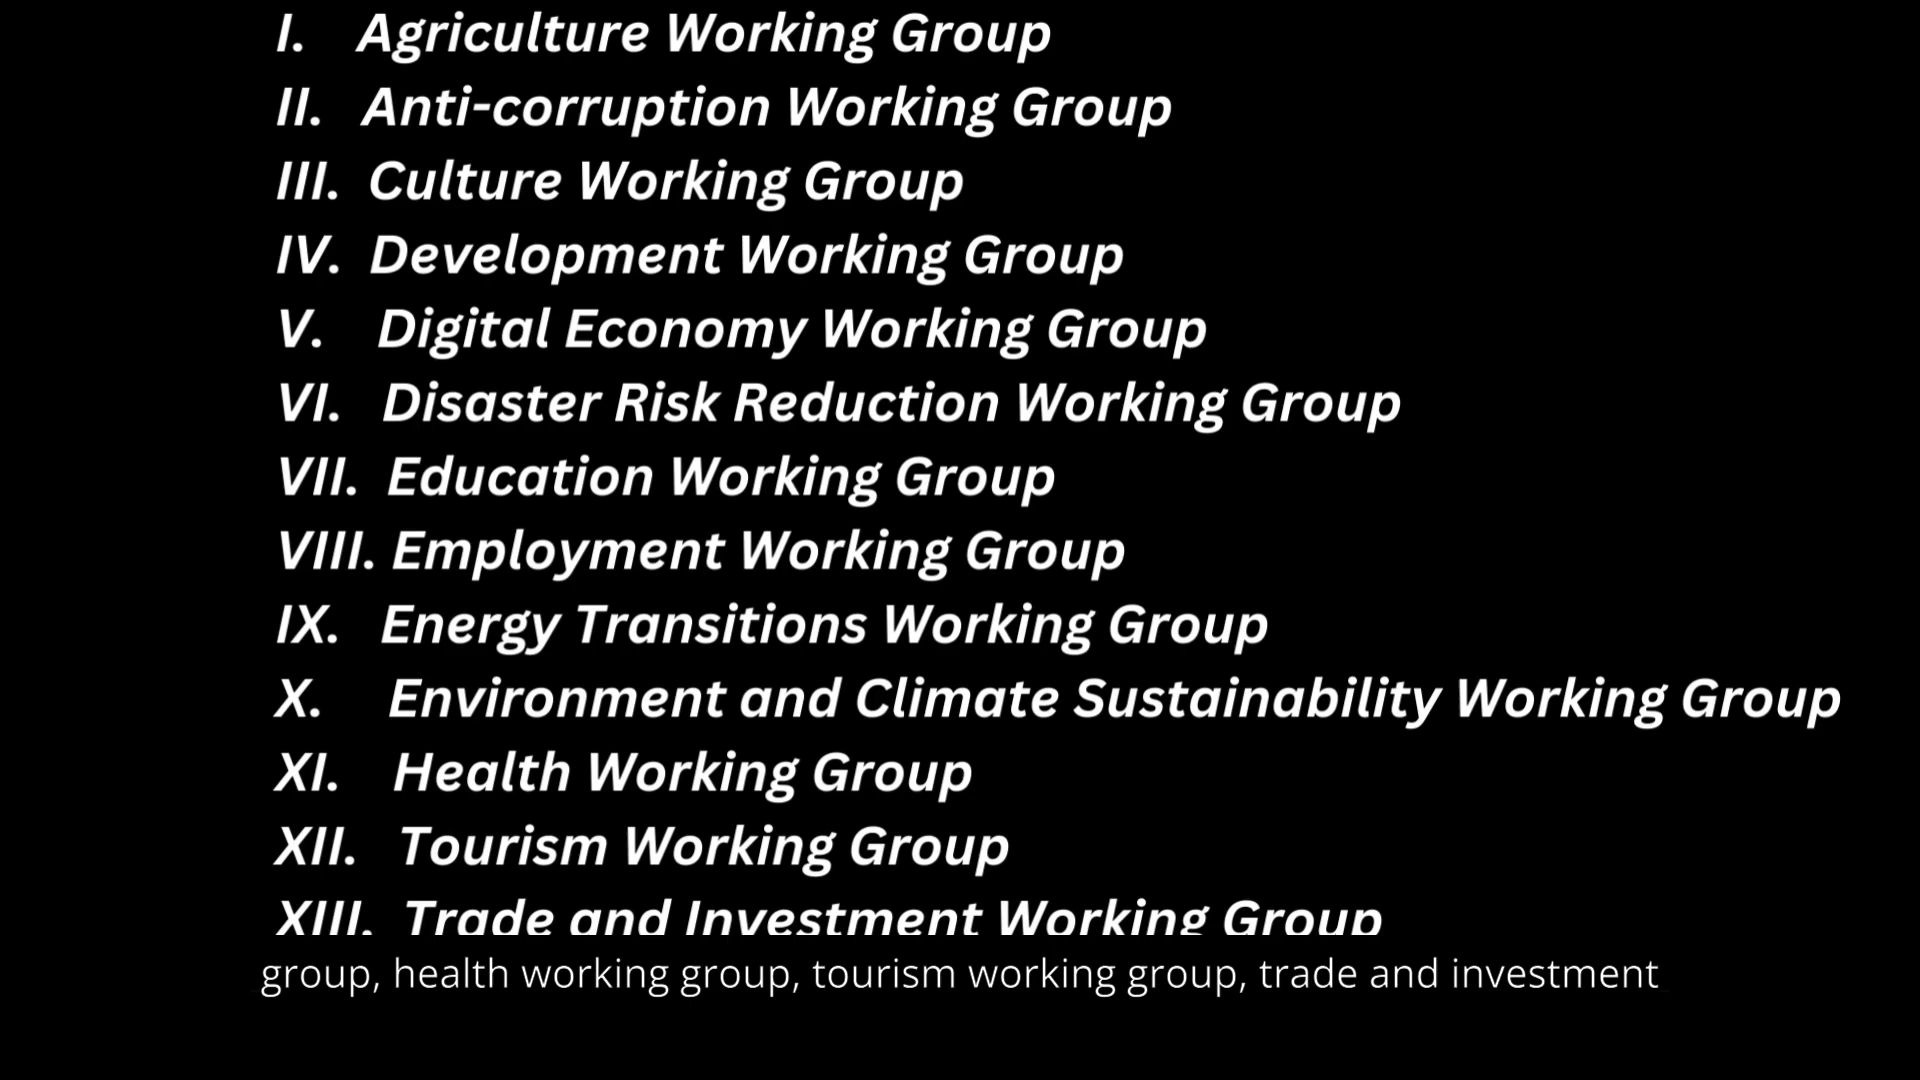 I. Agriculture Working Group
II. Anti-corruption Working Group
III. Culture Working Group
IV. Development Working Group
V. Digital Economy Working Group
VI. Disaster Risk Reduction Working Group
VII. Education Working Group
VIII. Employment Working Group
IX. Energy Transitions Working Group
X. Environment and Climate Sustainability Working Group
XI. Health Working Group
XII. Tourism Working Group
XIII. Trade and Investment Working Group
group, health working group, tourism working group, trade and investment